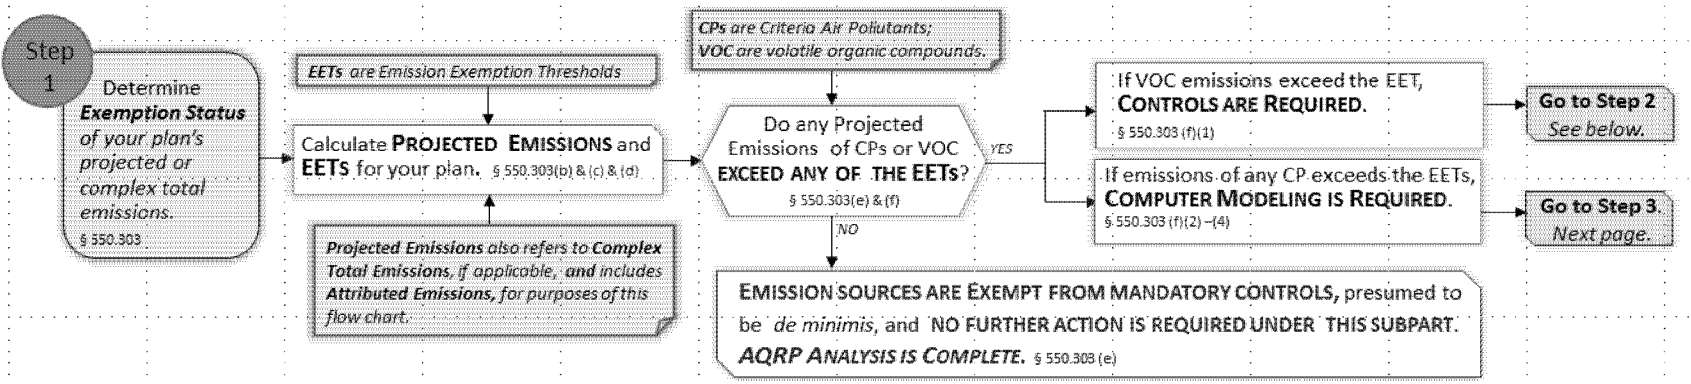 Step
1
Determine
Exemption Status
of your plan's
projected or
complex total
emissions.
§ 550.303
EETs are Emission Exemption Thresholds
Calculate PROJECTED EMISSIONS and
EETs for your plan. § 550.303(b) & (c) & (d)
Projected Emissions also refers to Complex
Total Emissions, if applicable, and includes
Attributed Emissions, for purposes of this
flow chart.
CPs are Criteria Air Pollutants;
VOC are volatile organic compounds.
Do any Projected
Emissions of CPs or VOC
EXCEED ANY OF THE EETs?
§ 550.303(e) & (f)
YES
NO
If VOC emissions exceed the EET,
CONTROLS ARE REQUIRED.
§ 550.303 (f)(1)
Go to Step 2
See below.
If emissions of any CP exceeds the EETs,
COMPUTER MODELING IS REQUIRED.
§ 550.303 (f)(2) –(4)
Go to Step 3.
Next page.
EMISSION SOURCES ARE EXEMPT FROM MANDATORY CONTROLS, presumed to
be de minimis, and NO FURTHER ACTION IS REQUIRED UNDER THIS SUBPART.
AQRP ANALYSIS IS COMPLETE. § 550.303 (e)